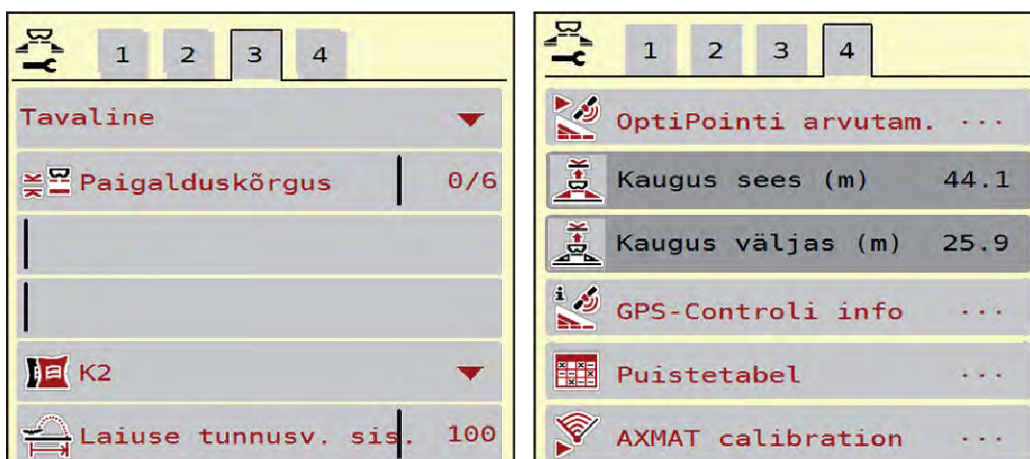 1 2 3 4
Tavaline
Paigalduskõrgus 0/6
K2
Laiuse tunnusv. sis. 100
1 2 3 4
OptiPointi arvutam. ...
Kaugus sees (m) 44.1
Kaugus väljas (m) 25.9
i
GPS-Controli info ...
Puistetabel ...
AXMAT calibration ...